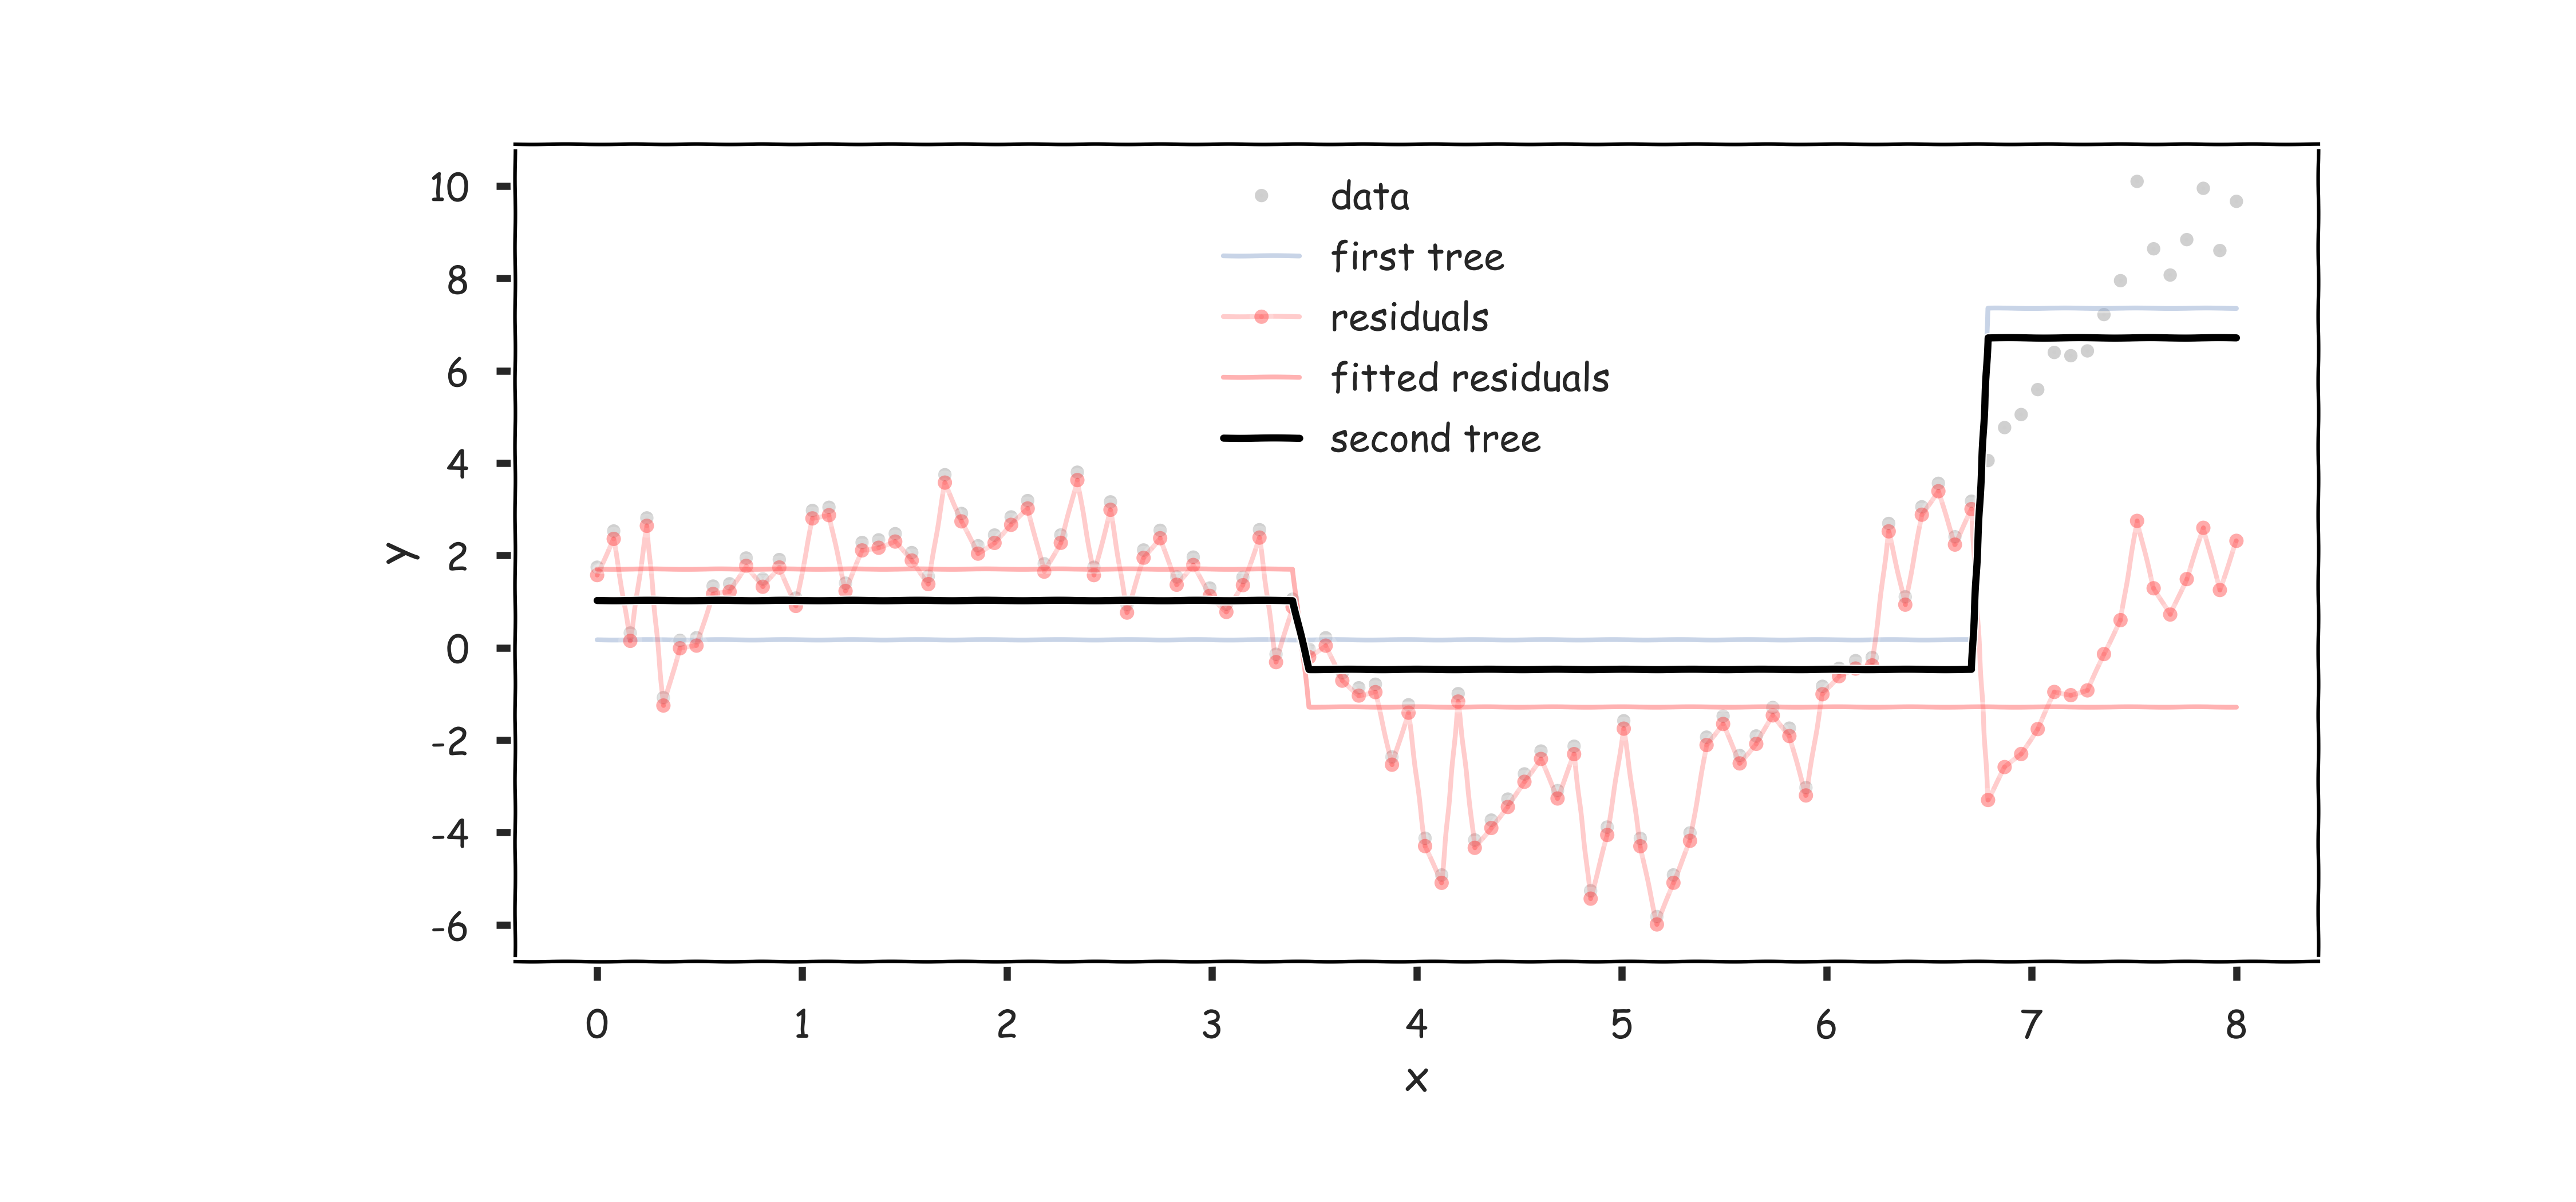 data
first tree
residuals
fitted residuals
second tree
10
8
6
4
2
0
-2
-4
-6
y
0 1 2 3 4 5 6 7 8
x